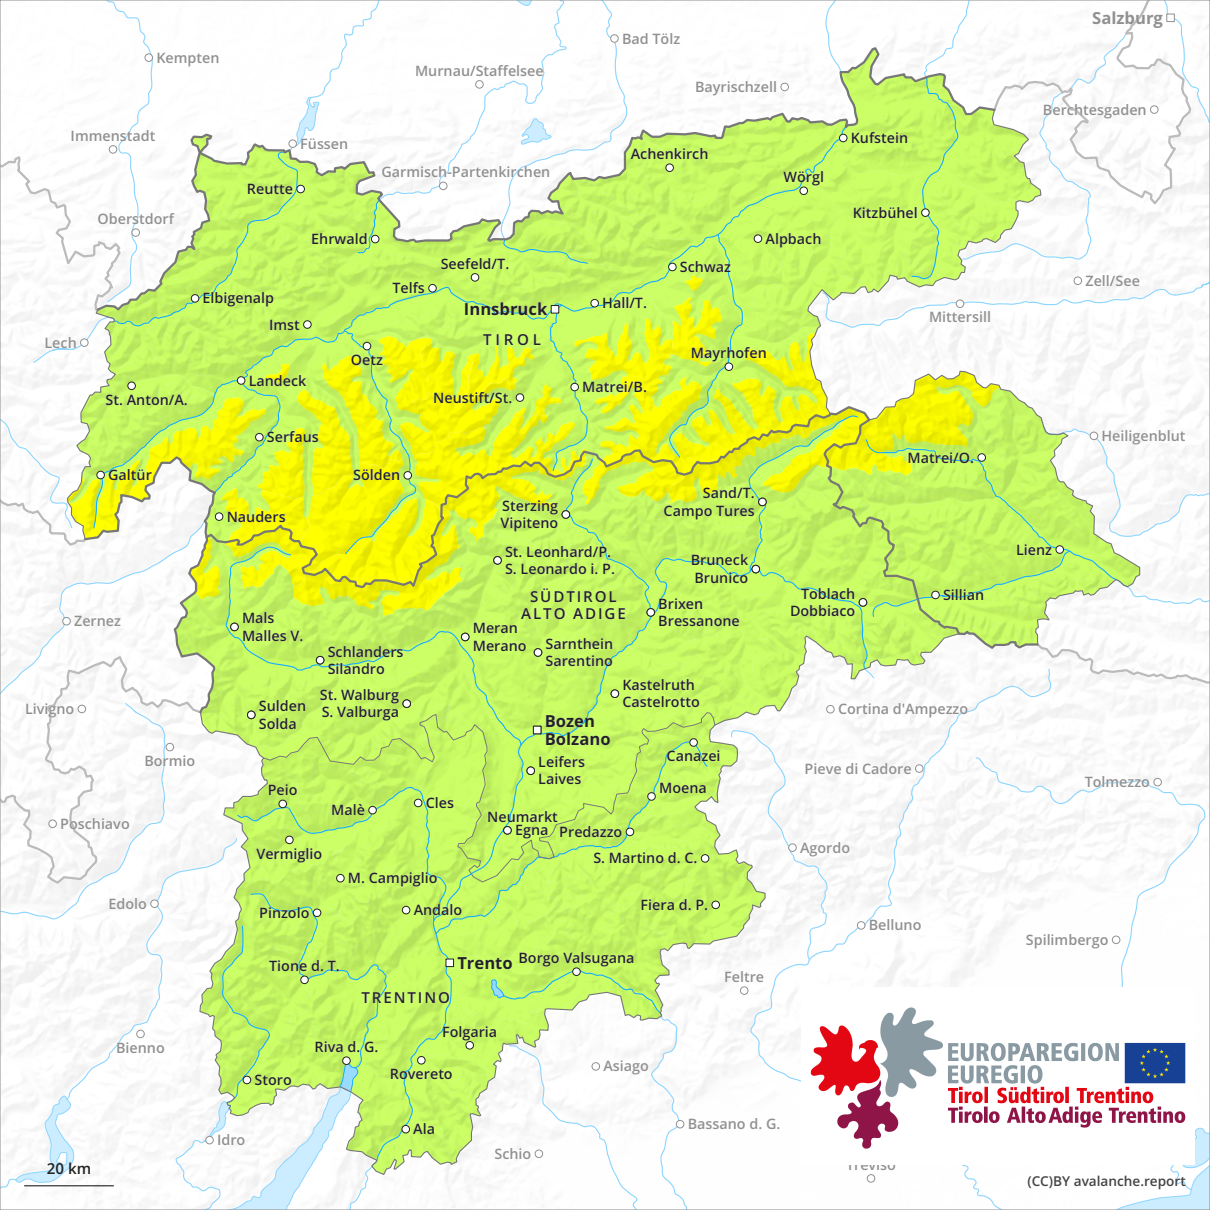 Salzburg
Bad Tölz
Kempten
Murnau/Staffelsee
Bayrischzell
Berchtesgaden
Immenstadt
Füssen
Kufstein
Achenkirch
Garmisch-Partenkirchen
Wörgl
Reutte
Oberstdorf
Kitzbühel
Ehrwald
Alpbach
Seefeld/T.
Schwaz
Telfs
Zell/See
Elbigenalp
Hall/T.
Innsbruck
Mittersill
Imst
TIROL
Lech
Oetz
Mayrhofen
Landeck
Matrei/B.
St. Anton/A.
Neustift/St.
Serfaus
Heiligenblut
Matrei/O.
Galtür
Sölden
Sand/T.
Campo Tures
Sterzing
Vipiteno
Nauders
St. Leonhard/P.
S. Leonardo i. P.
Lienz
Bruneck
Brunico
SÜDTIROL
ALTO ADIGE
Toblach
Dobbiaco
Sillian
Brixen
Bressanone
Zernez
Mals
Malles V.
Meran
Merano
Sarnthein
Sarentino
Schlanders
Silandro
Kastelruth
Castelrotto
St. Walburg
S. Valburga
Sulden
Solda
Livigno
Cortina d'Ampezzo
Bozen
Bolzano
Bormio
Canazei
Leifers
Laives
Pieve di Cadore
Tolmezzo
Peio
Moena
Malè
Cles
Neumarkt
Egna
Predazzo
Poschiavo
Vermiglio
Agordo
S. Martino d. C.
M. Campiglio
Edolo
Pinzolo
Andalo
Fiera d. P.
Belluno
Spilimbergo
Trento
Borgo Valsugana
Tione d. T.
Feltre
TRENTINO
Folgaria
Bienno
Riva d. G.
Rovereto
Asiago
Storo
EUROPAREGION
EUREGIO
Tirol Südtirol Trentino
Tirolo Alto Adige Trentino
Ala
Bassano d. G.
Idro
Schio
Treviso
20 km
(CC)BY avalanche.report